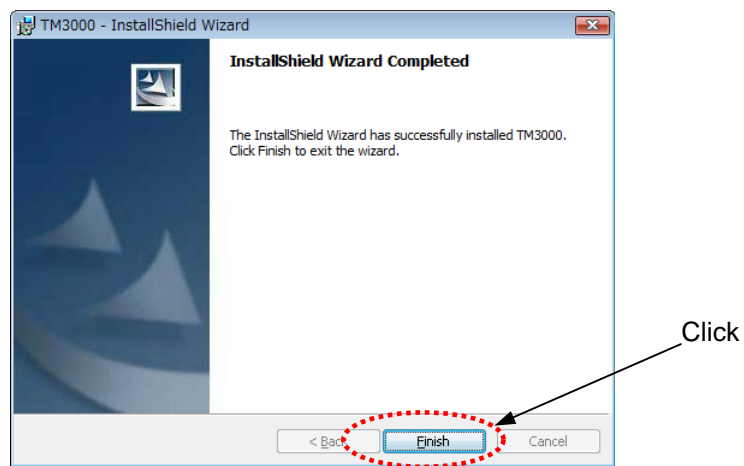 TM3000 - InstallShield Wizard
InstallShield Wizard Completed
The InstallShield Wizard has successfully installed TM3000.
Click Finish to exit the wizard.
Click
< Back
Finish
Cancel